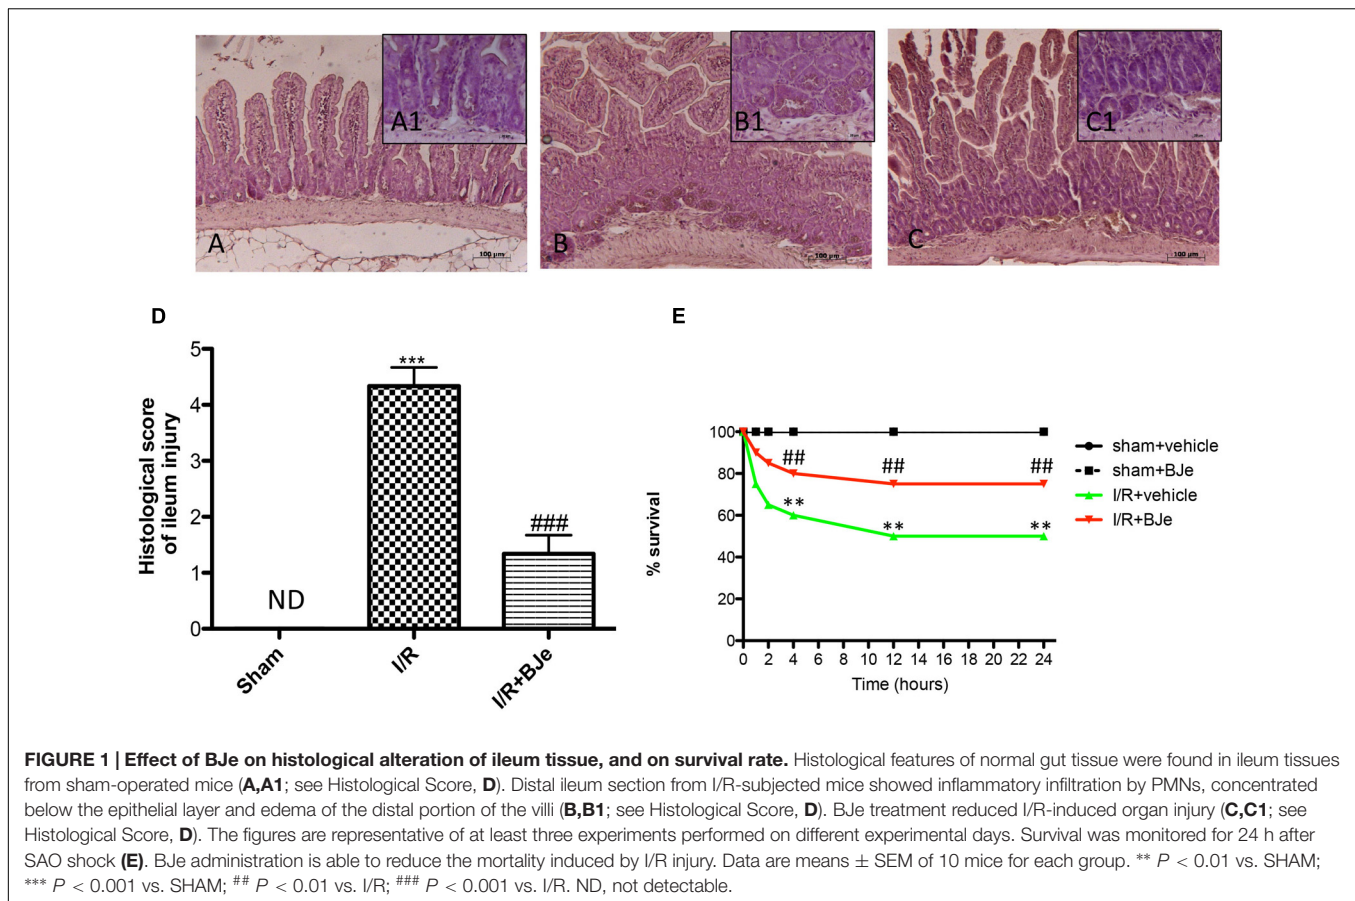 A1
B1
C1
A
B
C
100 µm
100 µm
100 µm
D
E
Histological score
of ileum injury
5
4
3
2
1
0
***
###
ND
Sham
I/R
I/R+BJe
% survival
100
80
60
40
20
0
##
##
##
**
**
**
0 2 4 6 8 10 12 14 16 18 20 22 24
Time (hours)
sham+vehicle
sham+BJe
I/R+vehicle
I/R+BJe
FIGURE 1 | Effect of BJe on histological alteration of ileum tissue, and on survival rate. Histological features of normal gut tissue were found in ileum tissues
from sham-operated mice (A,A1; see Histological Score, D). Distal ileum section from I/R-subjected mice showed inflammatory infiltration by PMNs, concentrated
below the epithelial layer and edema of the distal portion of the villi (B,B1; see Histological Score, D). BJe treatment reduced I/R-induced organ injury (C,C1; see
Histological Score, D). The figures are representative of at least three experiments performed on different experimental days. Survival was monitored for 24 h after
SAO shock (E). BJe administration is able to reduce the mortality induced by I/R injury. Data are means ± SEM of 10 mice for each group. ** P < 0.01 vs. SHAM;
*** P < 0.001 vs. SHAM; ## P < 0.01 vs. I/R; ### P < 0.001 vs. I/R. ND, not detectable.